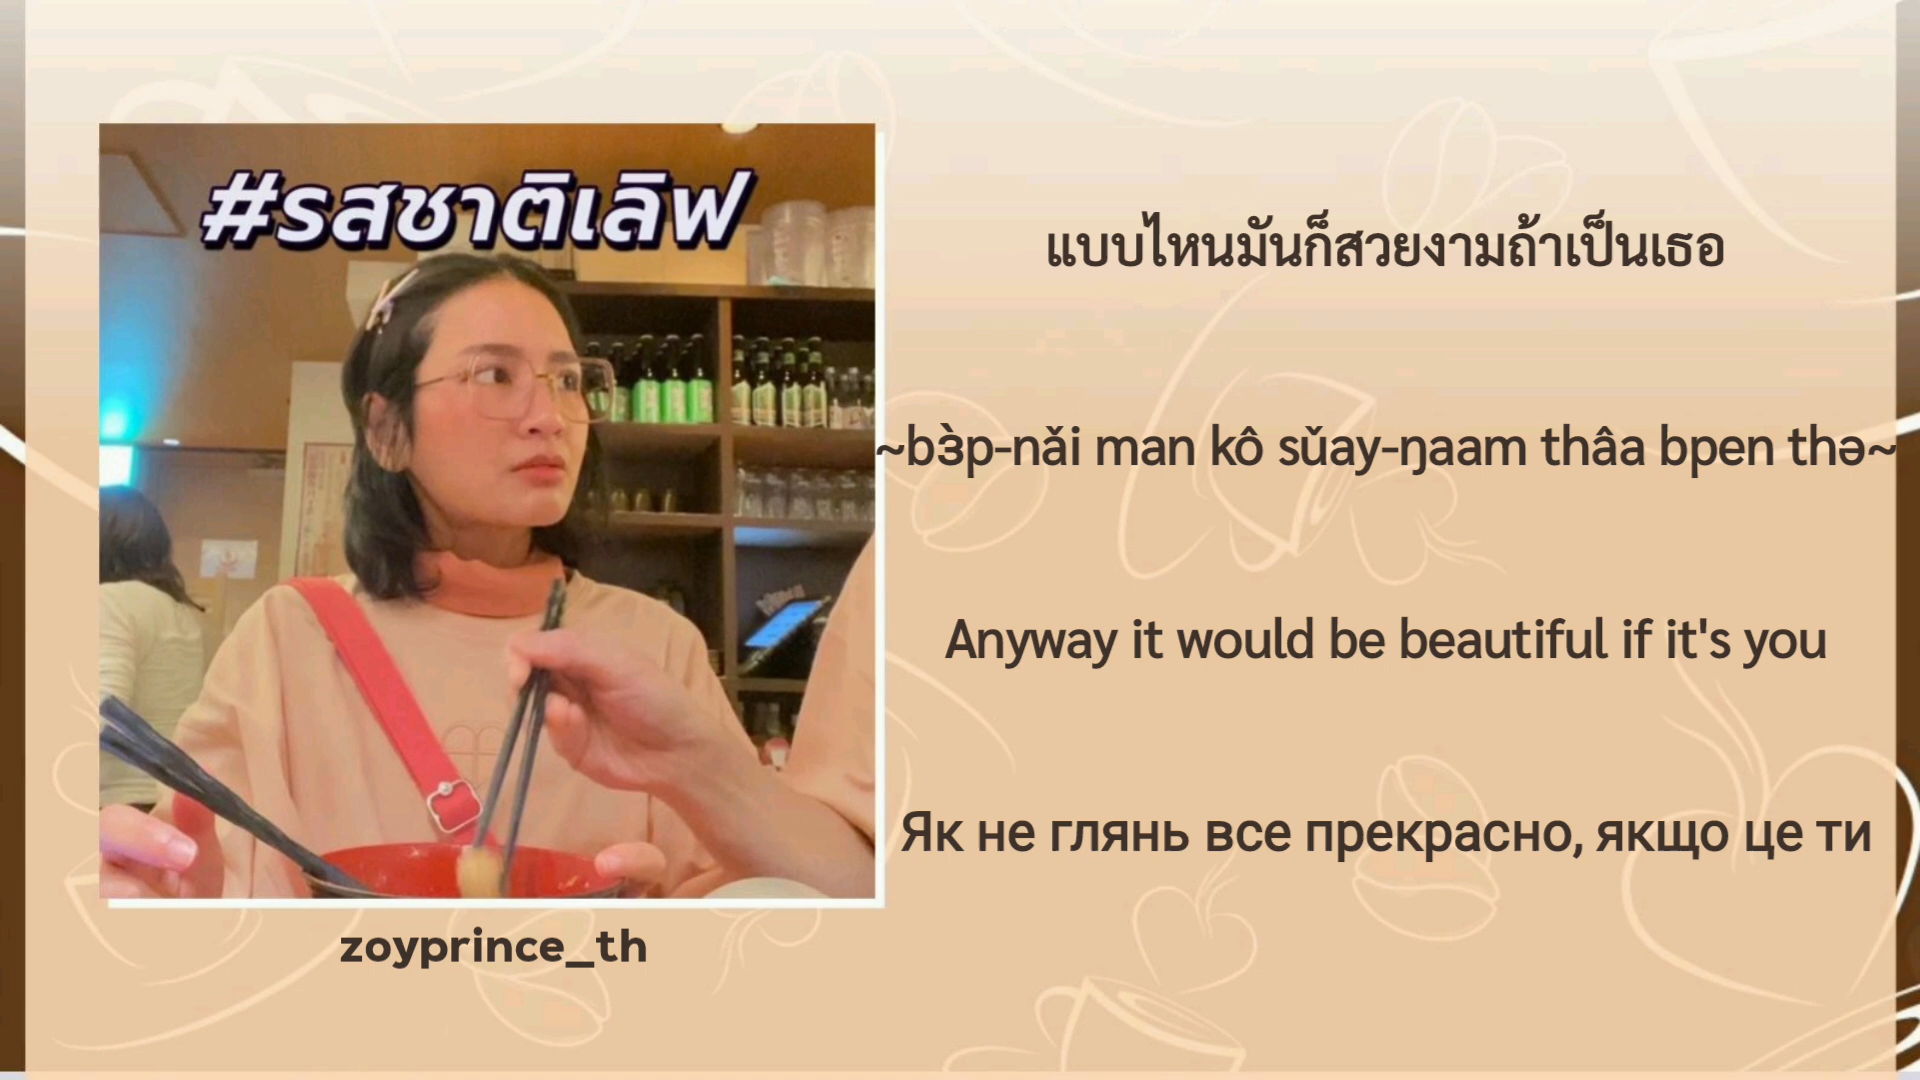 #รสชาติเลิฟ
แบบไหนมันก็สวยงามถ้าเป็นเธอ
~bɜ̀p-nǎi man kô sǔay-ŋaam thâa bpen thə~
Anyway it would be beautiful if it's you
Як не глянь все прекрасно, якщо це ти
zoyprince_th